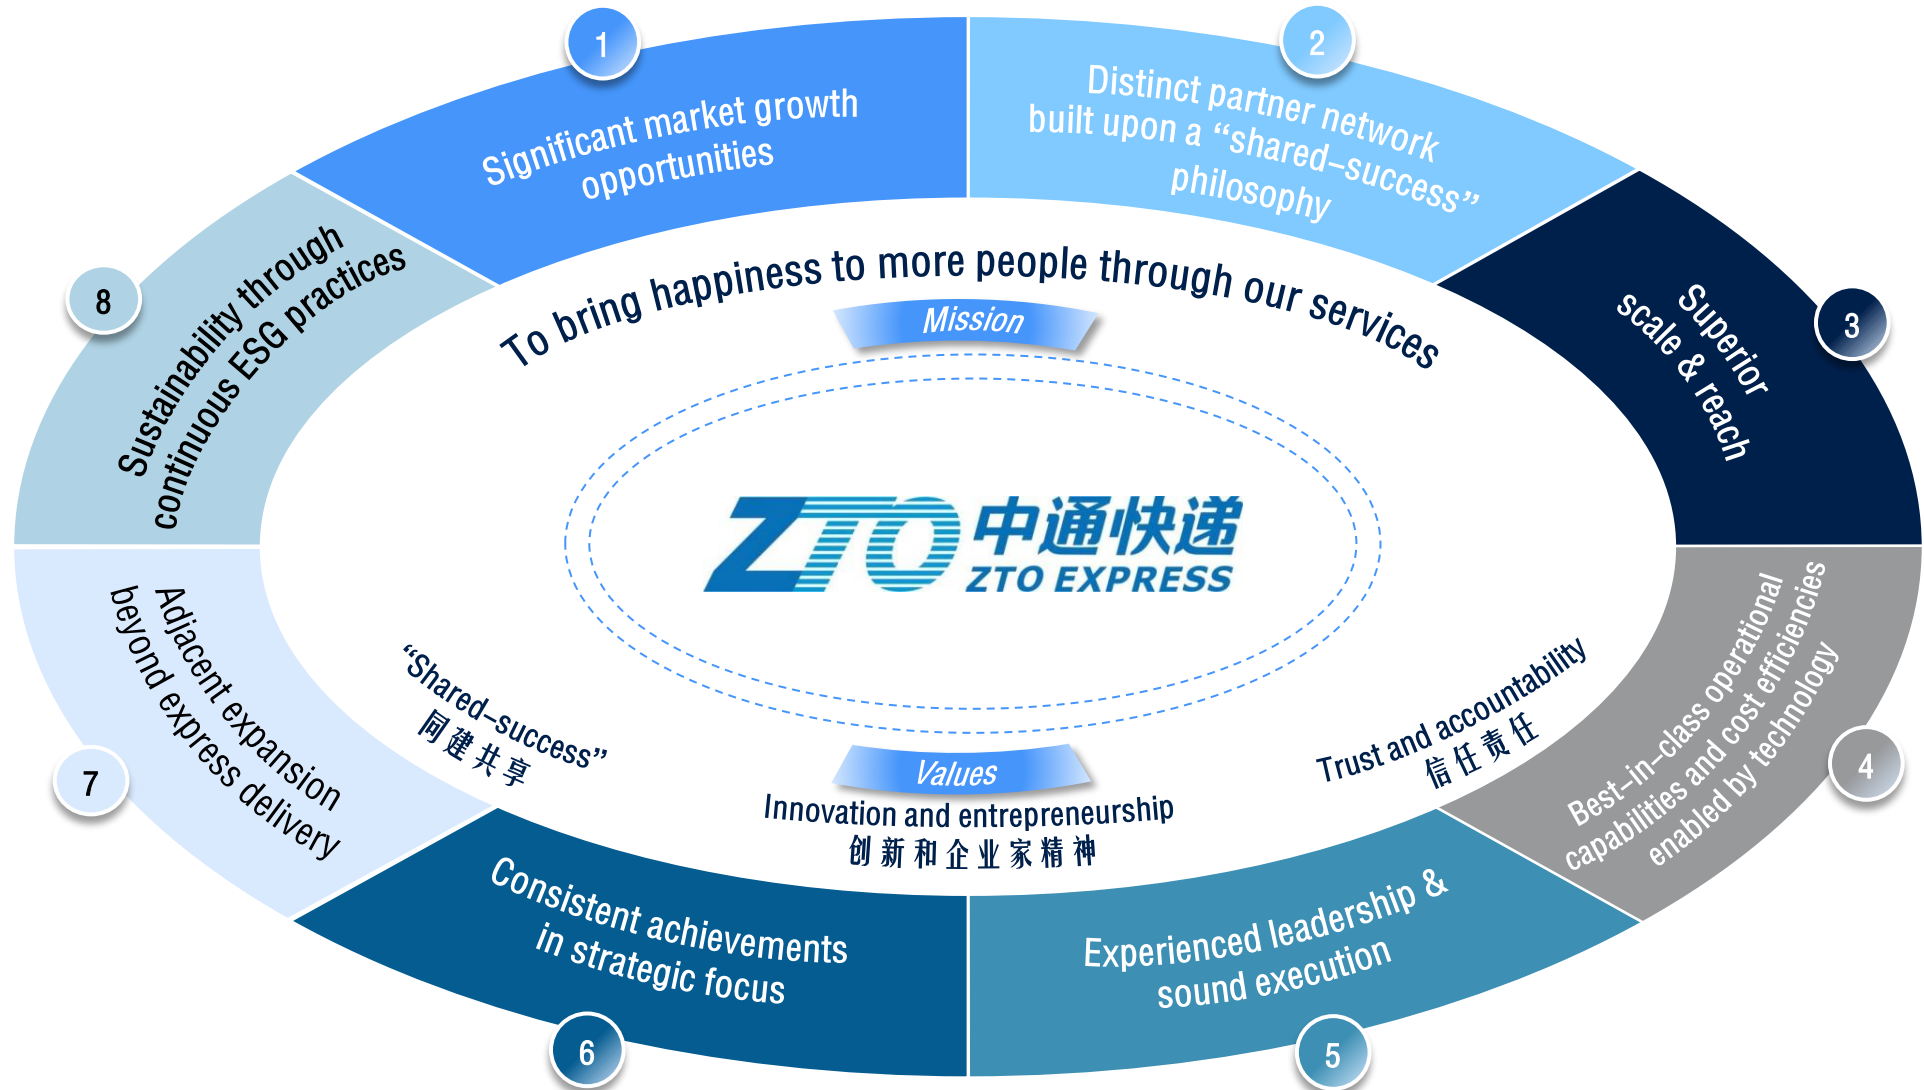 1
Significant market growth
opportunities
2
Distinct partner network
built upon a “shared–success”
philosophy
3
Superior
scale & reach
4
Best–in–class operational
capabilities and cost efficiencies
enabled by technology
5
Experienced leadership &
sound execution
6
Consistent achievements
in strategic focus
7
Adjacent expansion
beyond express delivery
8
Sustainability through
continuous ESG practices
To bring happiness to more people through our services
Mission
ZTO 中通快递
ZTO EXPRESS
Values
“Shared–success”
同建共享
Innovation and entrepreneurship
创新和企业家精神
Trust and accountability
信任责任